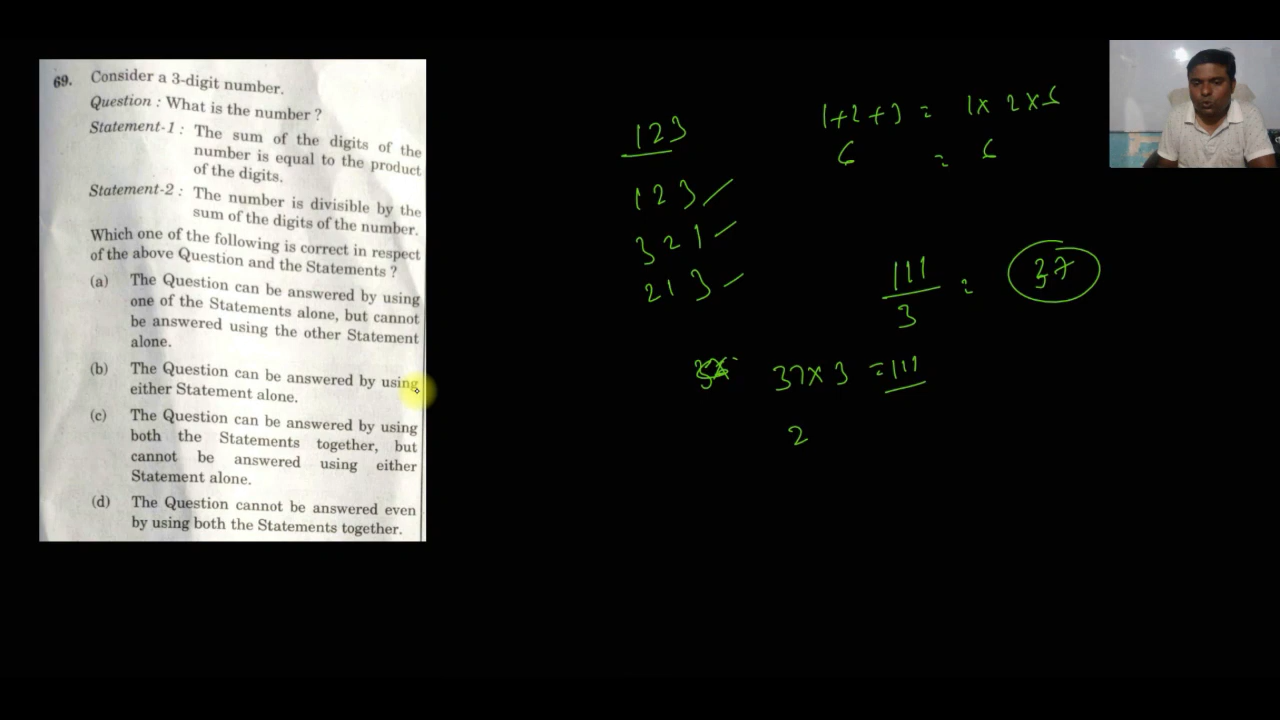 69. Consider a 3-digit number.
Question : What is the number ?
Statement-1 : The sum of the digits of the
number is equal to the product
of the digits.
Statement-2 : The number is divisible by the
sum of the digits of the number.
Which one of the following is correct in respect
of the above Question and the Statements ?
(a) The Question can be answered by using
one of the Statements alone, but cannot
be answered using the other Statement
alone.
(b) The Question can be answered by using
either Statement alone.
(c) The Question can be answered by using
both the Statements together, but
cannot be answered using either
Statement alone.
(d) The Question cannot be answered even
by using both the Statements together.
123
1+2+3 = 1×2×
6 = 6
123
321
213
111
3
= 37
37×3 = 111
2